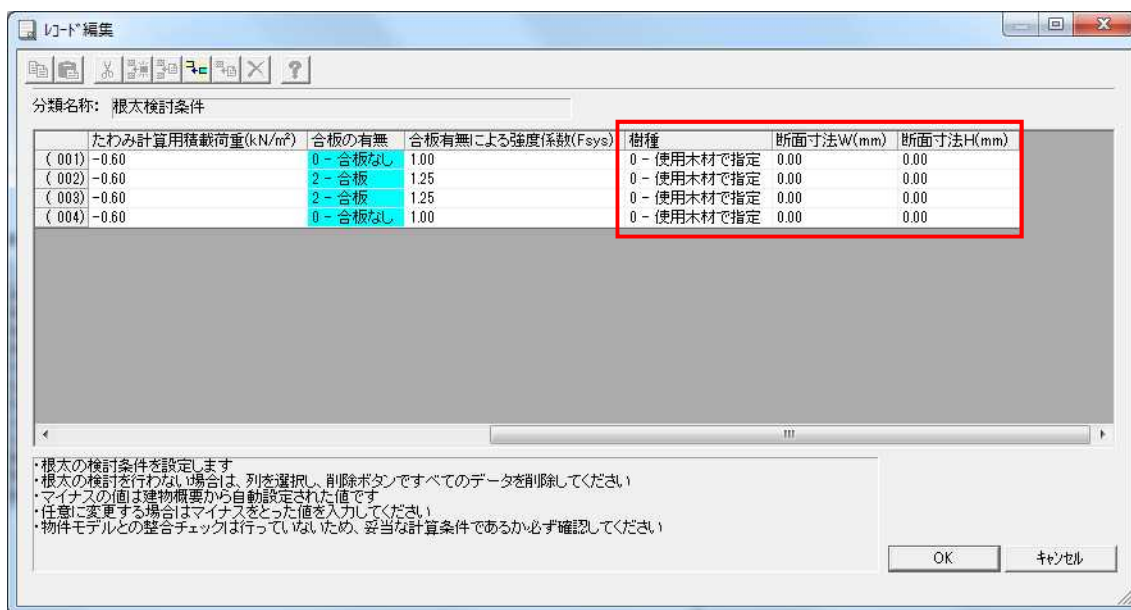 ﾚｺｰﾄﾞ編集
分類名称： 根太検討条件
たわみ計算用積載荷重(kN/m²) 合板の有無 合板有無による強度係数(Fsys) 樹種 断面寸法W(mm) 断面寸法H(mm)
( 001) -0.60 0 - 合板なし 1.00 0 - 使用木材で指定 0.00 0.00
( 002) -0.60 2 - 合板 1.25 0 - 使用木材で指定 0.00 0.00
( 003) -0.60 2 - 合板 1.25 0 - 使用木材で指定 0.00 0.00
( 004) -0.60 0 - 合板なし 1.00 0 - 使用木材で指定 0.00 0.00
・根太の検討条件を設定します
・根太の検討を行わない場合は、列を選択し、削除ボタンですべてのデータを削除してください
・マイナスの値は建物概要から自動設定された値です
・任意に変更する場合はマイナスをとった値を入力してください
・物件モデルとの整合チェックは行っていないため、妥当な計算条件であるか必ず確認してください
OK ｷｬﾝｾﾙ